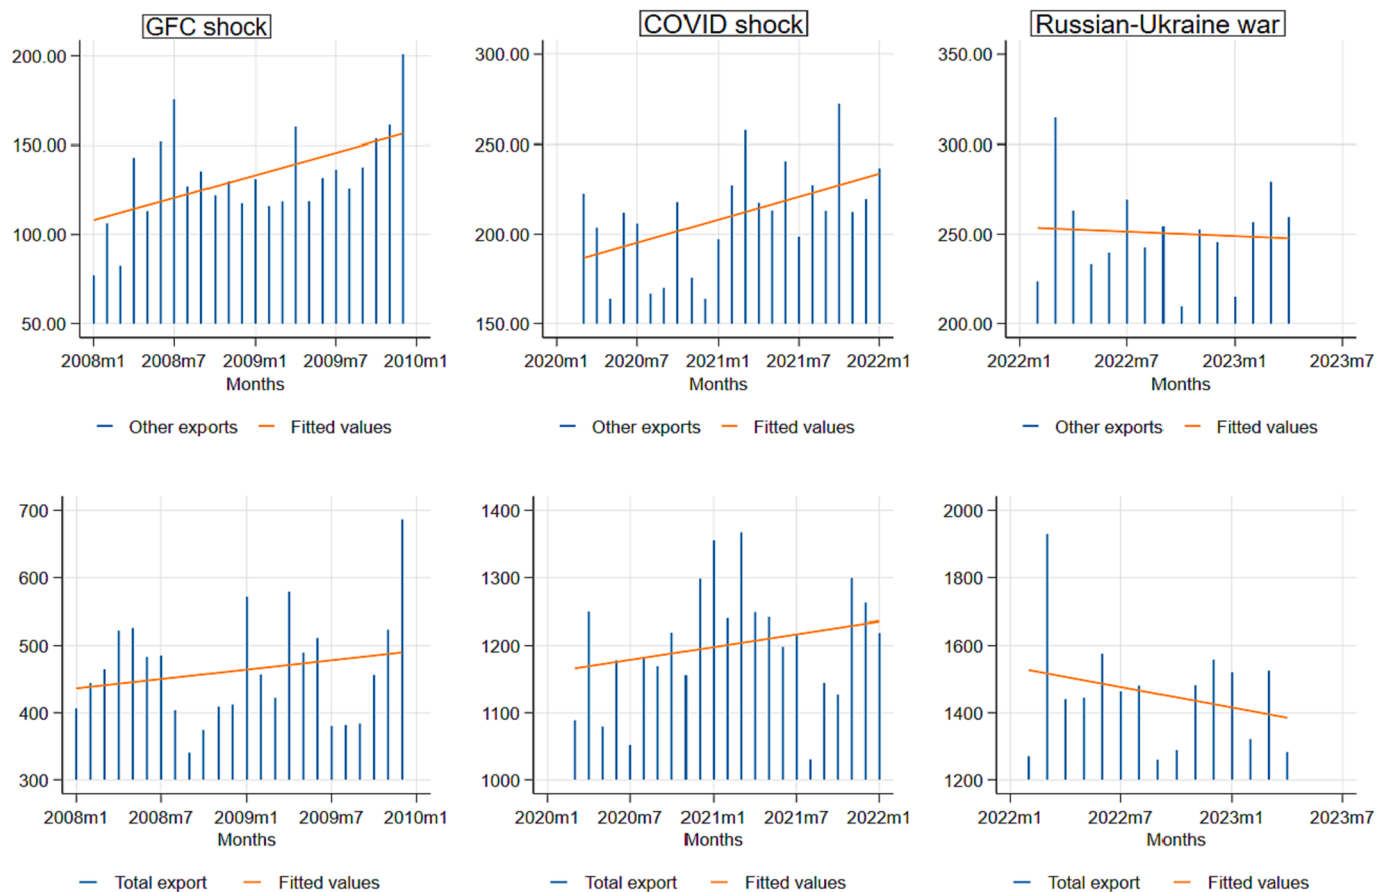 GFC shock
COVID shock
Russian-Ukraine war
200.00
150.00
100.00
50.00
2008m1 2008m7 2009m1 2009m7 2010m1
Months
Other exports Fitted values
300.00
250.00
200.00
150.00
2020m1 2020m7 2021m1 2021m7 2022m1
Months
Other exports Fitted values
350.00
300.00
250.00
200.00
2022m1 2022m7 2023m1 2023m7
Months
Other exports Fitted values
700
600
500
400
300
2008m1 2008m7 2009m1 2009m7 2010m1
Months
Total export Fitted values
1400
1300
1200
1100
1000
2020m1 2020m7 2021m1 2021m7 2022m1
Months
Total export Fitted values
2000
1800
1600
1400
1200
2022m1 2022m7 2023m1 2023m7
Months
Total export Fitted values